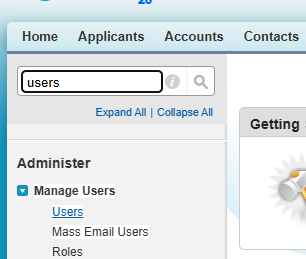 Home Applicants Accounts Contacts
users
Expand All | Collapse All
Getting
Administer
Manage Users
Users
Mass Email Users
Roles